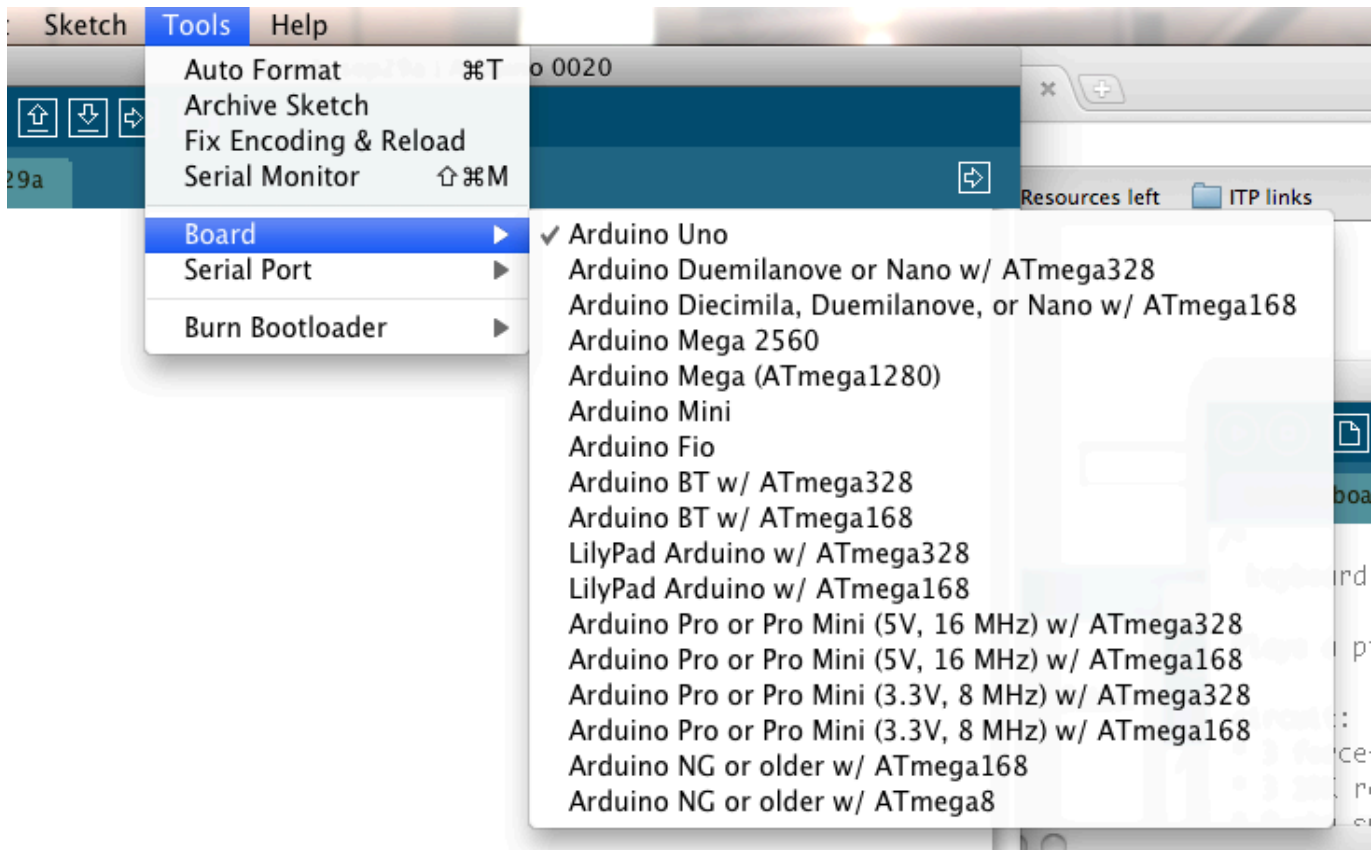 Sketch Tools Help
o 0020
Auto Format ⌘T
Archive Sketch
Fix Encoding & Reload
Serial Monitor ⇧⌘M
29a
Resources left ITP links
Board
Serial Port
Burn Bootloader
✓ Arduino Uno
Arduino Duemilanove or Nano w/ ATmega328
Arduino Diecimila, Duemilanove, or Nano w/ ATmega168
Arduino Mega 2560
Arduino Mega (ATmega1280)
Arduino Mini
Arduino Fio
Arduino BT w/ ATmega328
Arduino BT w/ ATmega168
LilyPad Arduino w/ ATmega328
LilyPad Arduino w/ ATmega168
Arduino Pro or Pro Mini (5V, 16 MHz) w/ ATmega328
Arduino Pro or Pro Mini (5V, 16 MHz) w/ ATmega168
Arduino Pro or Pro Mini (3.3V, 8 MHz) w/ ATmega328
Arduino Pro or Pro Mini (3.3V, 8 MHz) w/ ATmega168
Arduino NG or older w/ ATmega168
Arduino NG or older w/ ATmega8
boa
keyboard